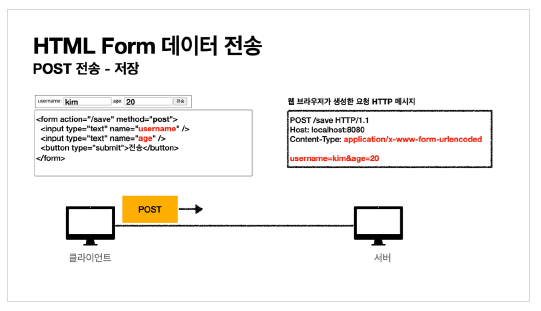 HTML Form 데이터 전송
POST 전송 - 저장
username: kim age: 20 전송
<form action="/save" method="post">
<input type="text" name="username" />
<input type="text" name="age" />
<button type="submit">전송</button>
</form>
웹 브라우저가 생성한 요청 HTTP 메시지
POST /save HTTP/1.1
Host: localhost:8080
Content-Type: application/x-www-form-urlencoded
username=kim&age=20
POST
클라이언트
서버